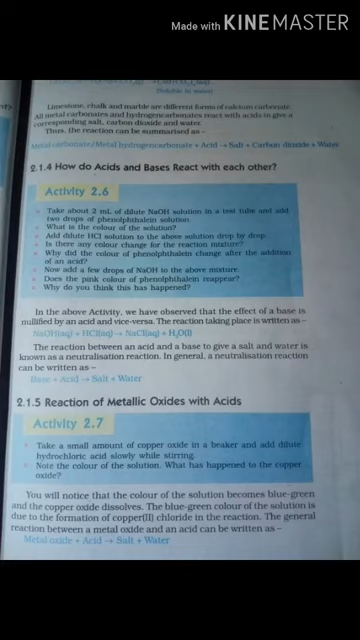 Made with KINEMASTER
(Soluble in water)
Limestone, chalk and marble are different forms of calcium carbonate.
All metal carbonates and hydrogencarbonates react with acids to give a
corresponding salt, carbon dioxide and water.
Thus, the reaction can be summarised as –
Metal carbonate/Metal hydrogencarbonate + Acid → Salt + Carbon dioxide + Water
2.1.4 How do Acids and Bases React with each other?
Activity 2.6
Take about 2 mL of dilute NaOH solution in a test tube and add
two drops of phenolphthalein solution.
What is the colour of the solution?
Add dilute HCl solution to the above solution drop by drop.
Is there any colour change for the reaction mixture?
Why did the colour of phenolphthalein change after the addition
of an acid?
Now add a few drops of NaOH to the above mixture.
Does the pink colour of phenolphthalein reappear?
Why do you think this has happened?
In the above Activity, we have observed that the effect of a base is
nullified by an acid and vice-versa. The reaction taking place is written as –
NaOH(aq) + HCl(aq) → NaCl(aq) + H₂O(l)
The reaction between an acid and a base to give a salt and water is
known as a neutralisation reaction. In general, a neutralisation reaction
can be written as –
Base + Acid → Salt + Water
2.1.5 Reaction of Metallic Oxides with Acids
Activity 2.7
Take a small amount of copper oxide in a beaker and add dilute
hydrochloric acid slowly while stirring.
Note the colour of the solution. What has happened to the copper
oxide?
You will notice that the colour of the solution becomes blue-green
and the copper oxide dissolves. The blue-green colour of the solution is
due to the formation of copper(II) chloride in the reaction. The general
reaction between a metal oxide and an acid can be written as –
Metal oxide + Acid → Salt + Water